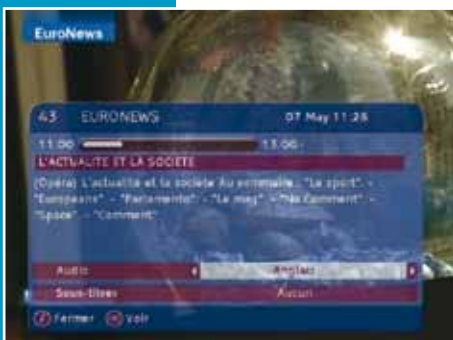 EuroNews
43 EURONEWS 07 May 11:28
11:00 13:00
L'ACTUALITE ET LA SOCIETE
(Opéra) L'actualité et la société Au sommaire : "Le sport". -
"Europeans". - "Parlamento". - "Le mag". - "No Comment". -
"Space". - "Comment"
Audio Anglais
Sous-titres Aucun
Fermer Voir